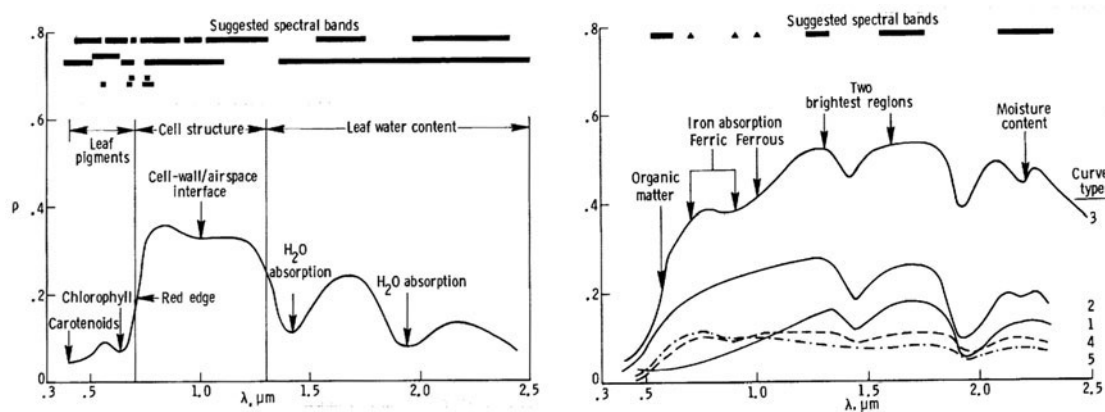 Suggested spectral bands
.8
.6
.4
.2
0
ρ
Leaf
pigments
Cell structure
Leaf water content
Cell-wall/airspace
interface
H2O
absorption
H2O absorption
Chlorophyll
Red edge
Carotenoids
.3
.5
1.0
1.5
2.0
2.5
λ, μm
Suggested spectral bands
.8
.6
.4
.2
0
Two
brightest regions
Iron absorption
Ferric
Ferrous
Moisture
content
Organic
matter
Curve
type
3
2
1
4
5
.3
.5
1.0
1.5
2.0
2.5
λ, μm